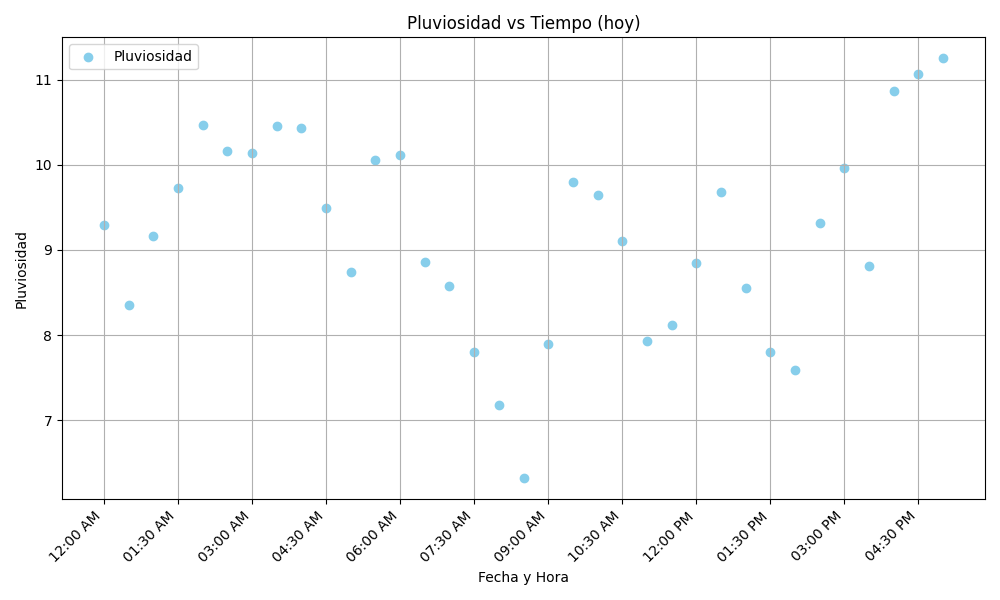 Pluviosidad vs Tiempo (hoy)
Pluviosidad
11
10
9
8
7
Pluviosidad
12:00 AM
01:30 AM
03:00 AM
04:30 AM
06:00 AM
07:30 AM
09:00 AM
10:30 AM
12:00 PM
01:30 PM
03:00 PM
04:30 PM
Fecha y Hora